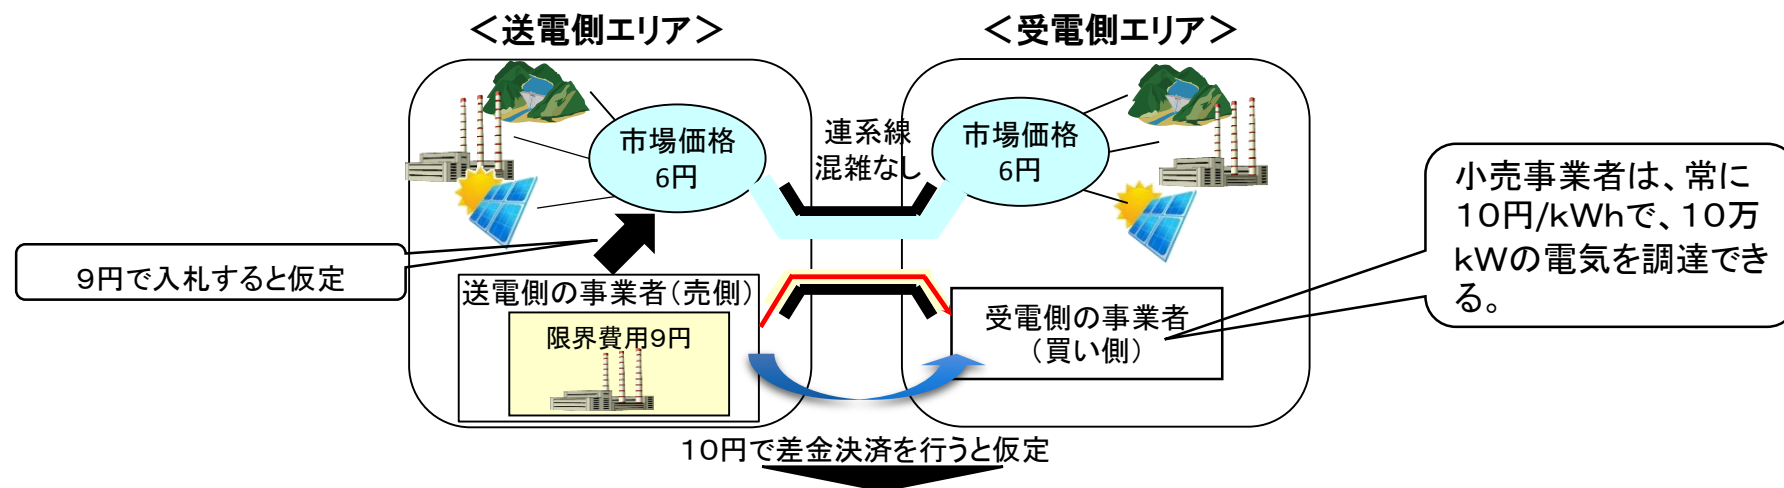 ＜送電側エリア＞
＜受電側エリア＞
市場価格
6円
連系線
混雑なし
市場価格
6円
小売事業者は、常に
10円/kWhで、10万
kWの電気を調達でき
る。
9円で入札すると仮定
送電側の事業者（売側）
限界費用9円
受電側の事業者
（買い側）
10円で差金決済を行うと仮定